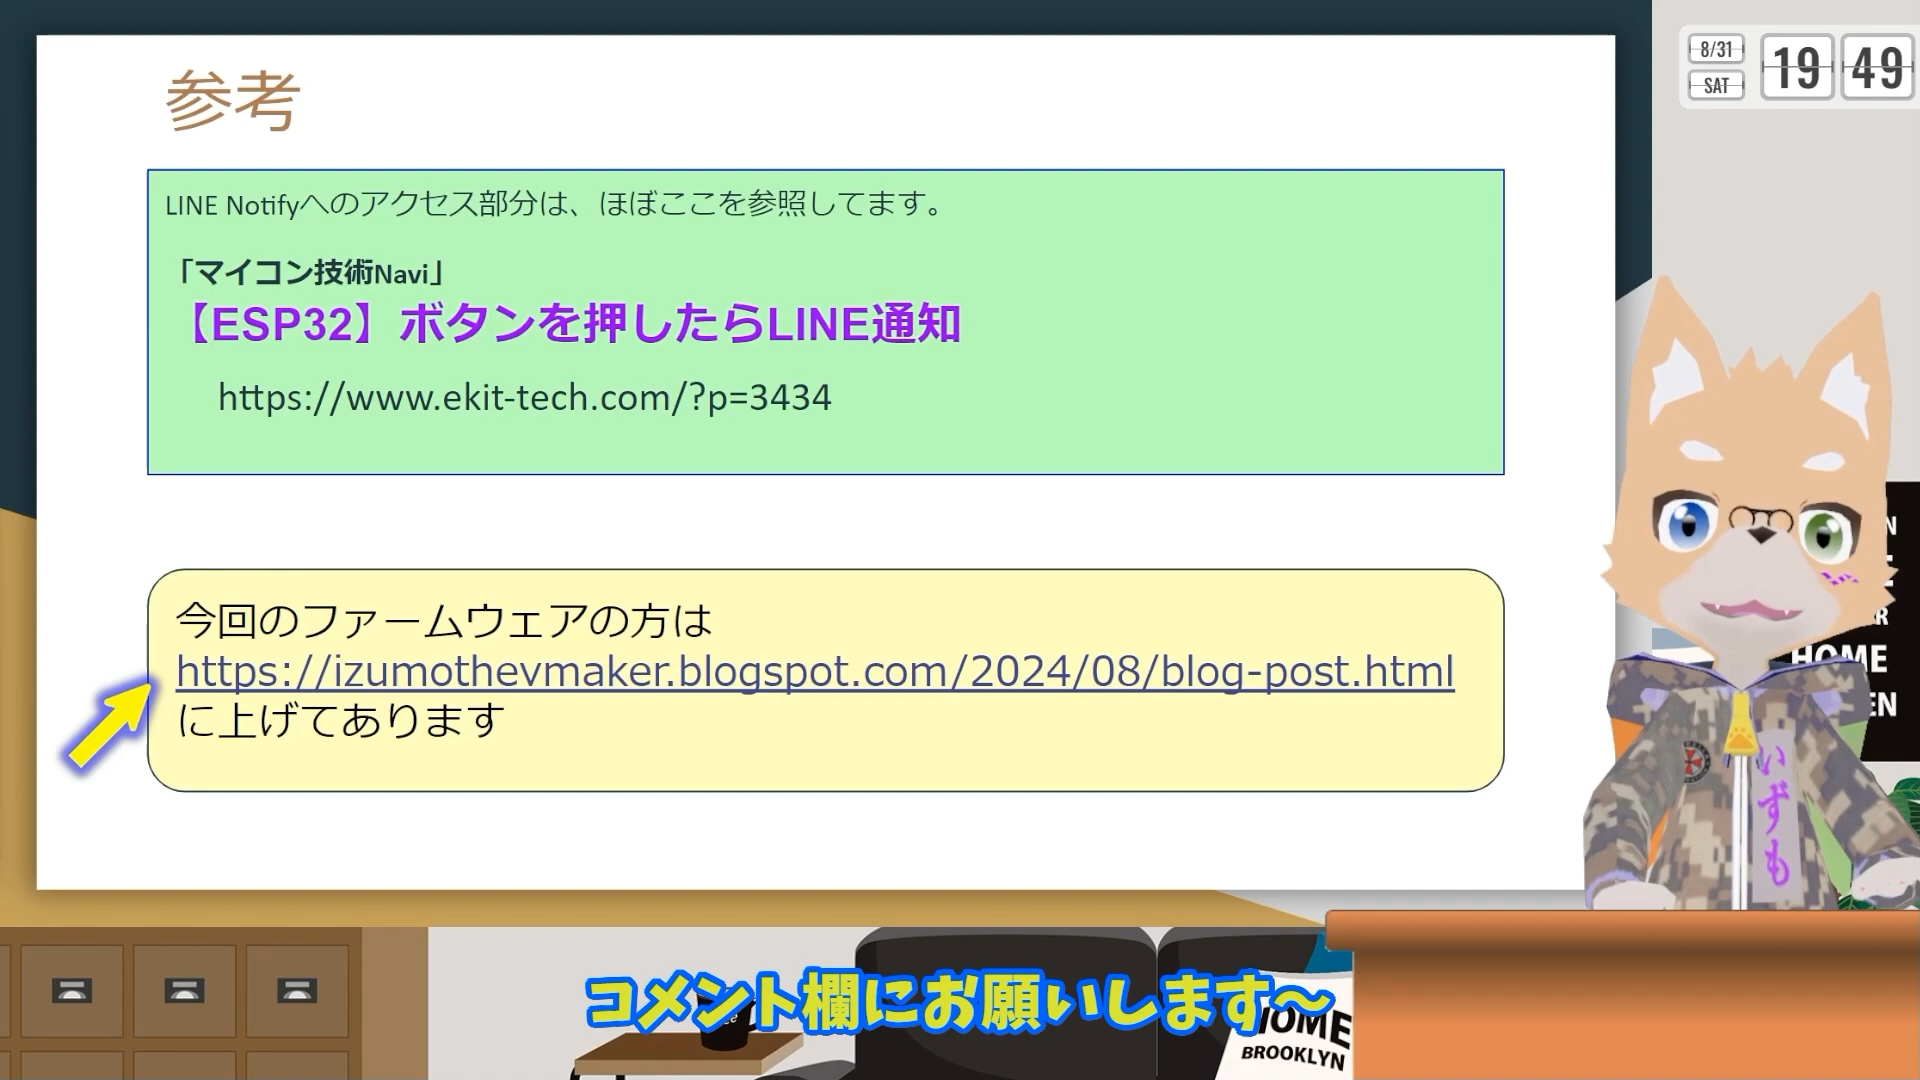 参考
LINE Notifyへのアクセス部分は、ほぼここを参照してます。
「マイコン技術Navi」
【ESP32】ボタンを押したらLINE通知
https://www.ekit-tech.com/?p=3434
今回のファームウェアの方は
https://izumothevmaker.blogspot.com/2024/08/blog-post.html
に上げてあります
8/31
SAT
19 49
HOME
いずも
コメント欄にお願いします～
HOME
BROOKLYN